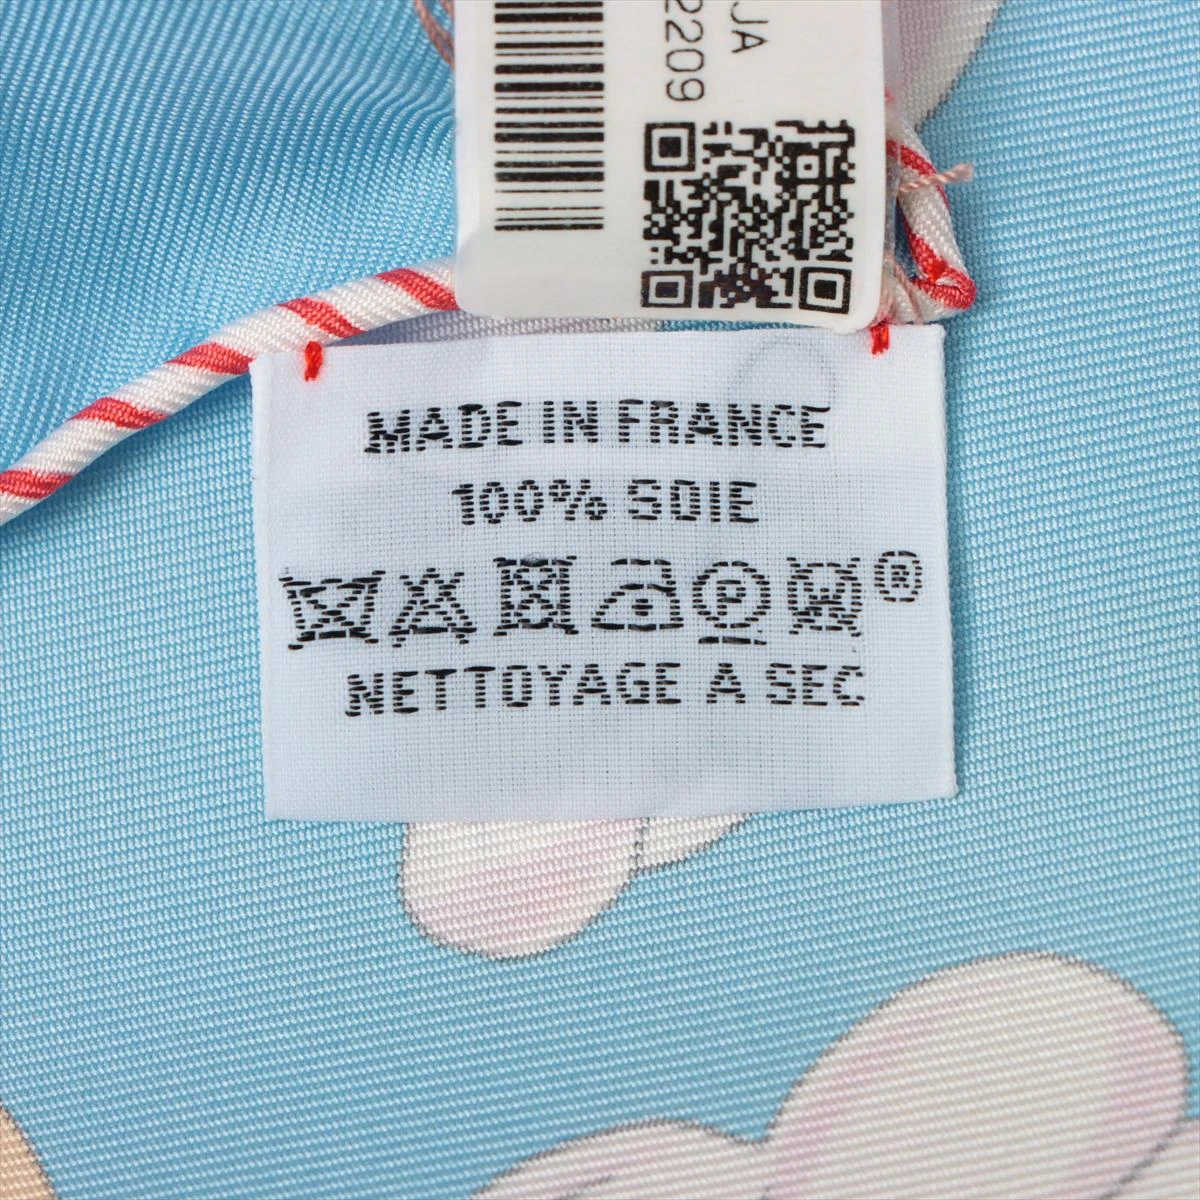 JA
2209
MADE IN FRANCE
100% SOIE
P W ®
NETTOYAGE A SEC